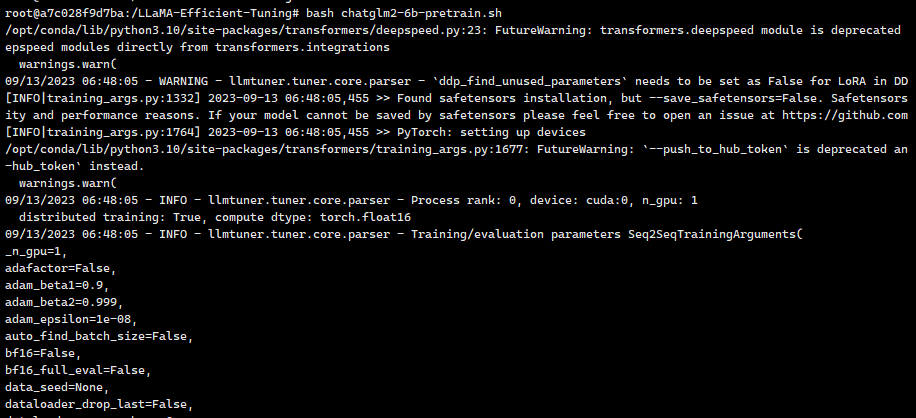 root@a7c028f9d7ba:/LLaMA-Efficient-Tuning# bash chatglm2-6b-pretrain.sh
/opt/conda/lib/python3.10/site-packages/transformers/deepspeed.py:23: FutureWarning: transformers.deepspeed module is deprecated
epspeed modules directly from transformers.integrations
  warnings.warn(
09/13/2023 06:48:05 - WARNING - llmtuner.tuner.core.parser - `ddp_find_unused_parameters` needs to be set as False for LoRA in DD
[INFO|training_args.py:1332] 2023-09-13 06:48:05,455 >> Found safetensors installation, but --save_safetensors=False. Safetensors
ity and performance reasons. If your model cannot be saved by safetensors please feel free to open an issue at https://github.com
[INFO|training_args.py:1764] 2023-09-13 06:48:05,455 >> PyTorch: setting up devices
/opt/conda/lib/python3.10/site-packages/transformers/training_args.py:1677: FutureWarning: `--push_to_hub_token` is deprecated an
-hub_token` instead.
  warnings.warn(
09/13/2023 06:48:05 - INFO - llmtuner.tuner.core.parser - Process rank: 0, device: cuda:0, n_gpu: 1
  distributed training: True, compute dtype: torch.float16
09/13/2023 06:48:05 - INFO - llmtuner.tuner.core.parser - Training/evaluation parameters Seq2SeqTrainingArguments(
_n_gpu=1,
adafactor=False,
adam_beta1=0.9,
adam_beta2=0.999,
adam_epsilon=1e-08,
auto_find_batch_size=False,
bf16=False,
bf16_full_eval=False,
data_seed=None,
dataloader_drop_last=False,